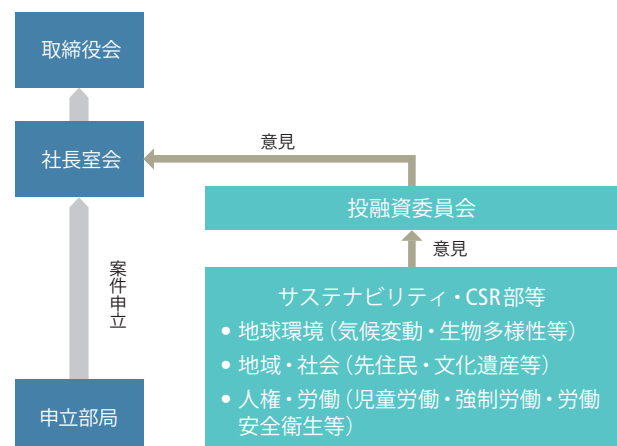 取締役会
社長室会
意見
投融資委員会
意見
案件申立
サステナビリティ・CSR部等
• 地球環境（気候変動・生物多様性等）
• 地域・社会（先住民・文化遺産等）
• 人権・労働（児童労働・強制労働・労働
安全衛生等）
申立部局